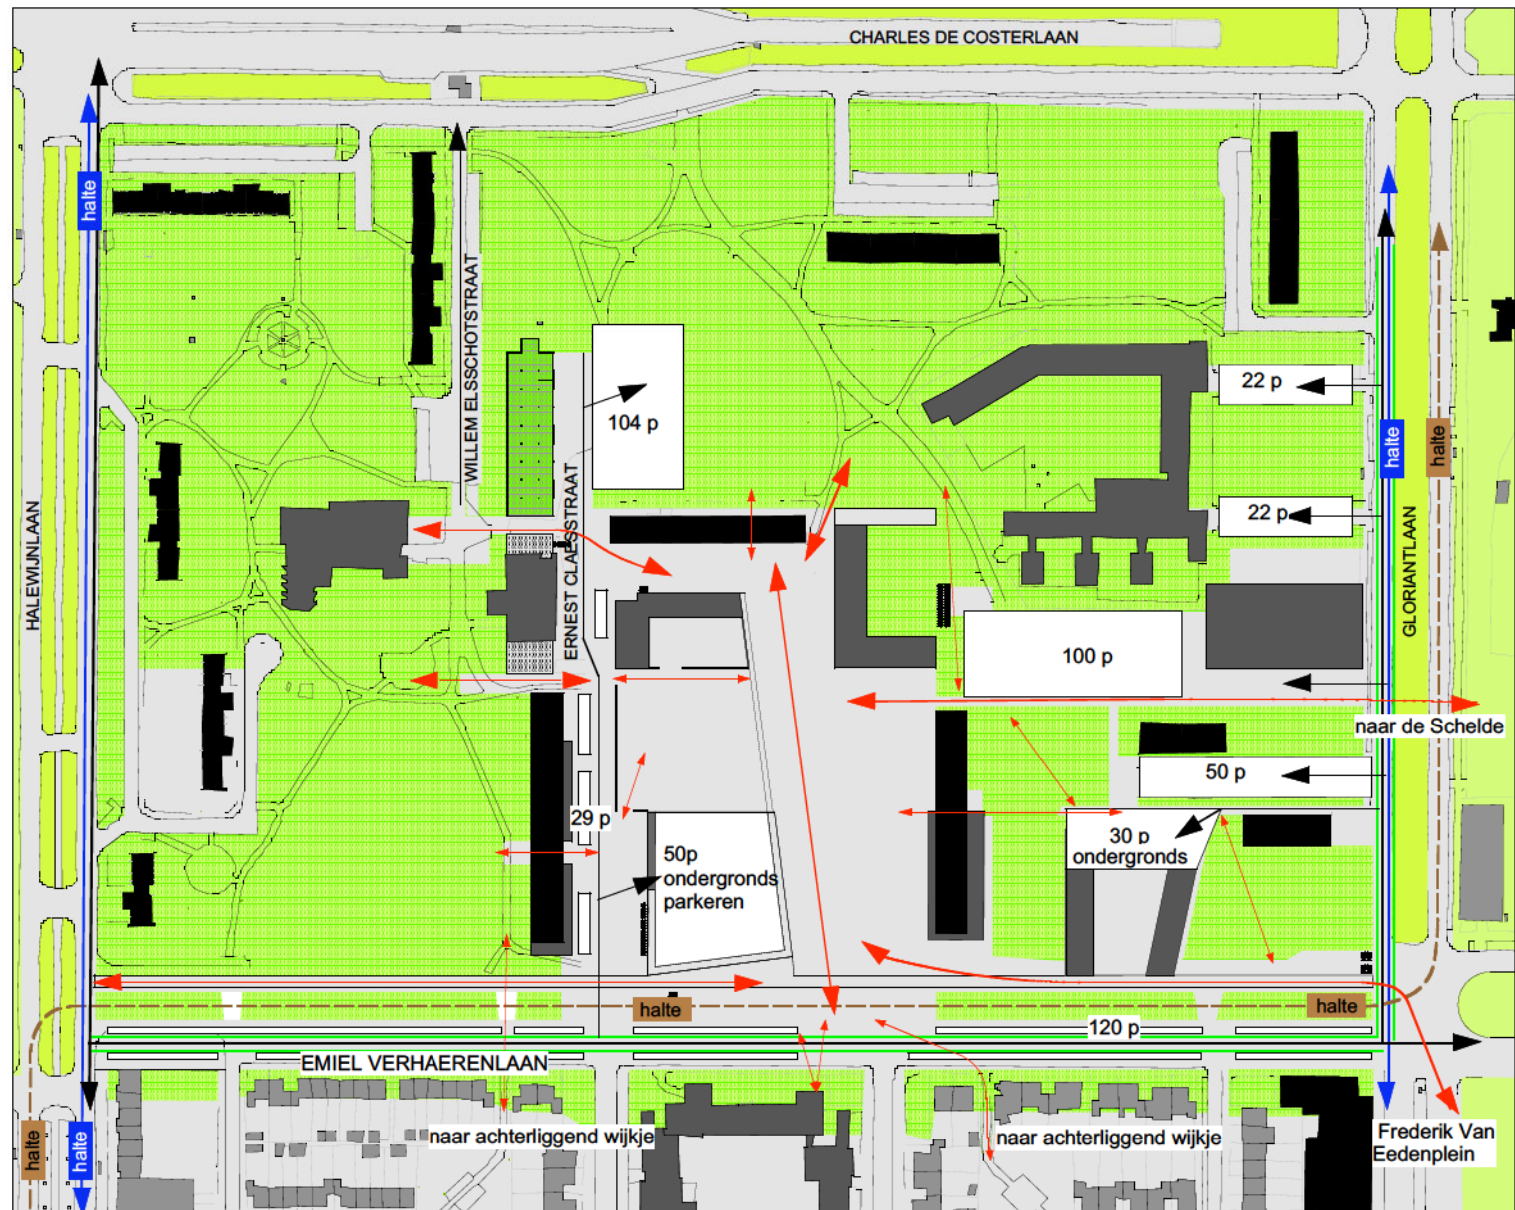 CHARLES DE COSTERLAAN
halte
WILLEM ELSSCHOTSTRAAT
22 p
104 p
halte
halte
HALEWIJNLAAN
22 p
GLORIANTLAAN
ERNEST CLAESSTRAAT
100 p
naar de Schelde
50 p
29 p
30 p
ondergronds
50p
ondergronds
parkeren
halte
halte
120 p
EMIEL VERHAERENLAAN
halte
halte
naar achterliggend wijkje
naar achterliggend wijkje
Frederik Van
Eedenplein